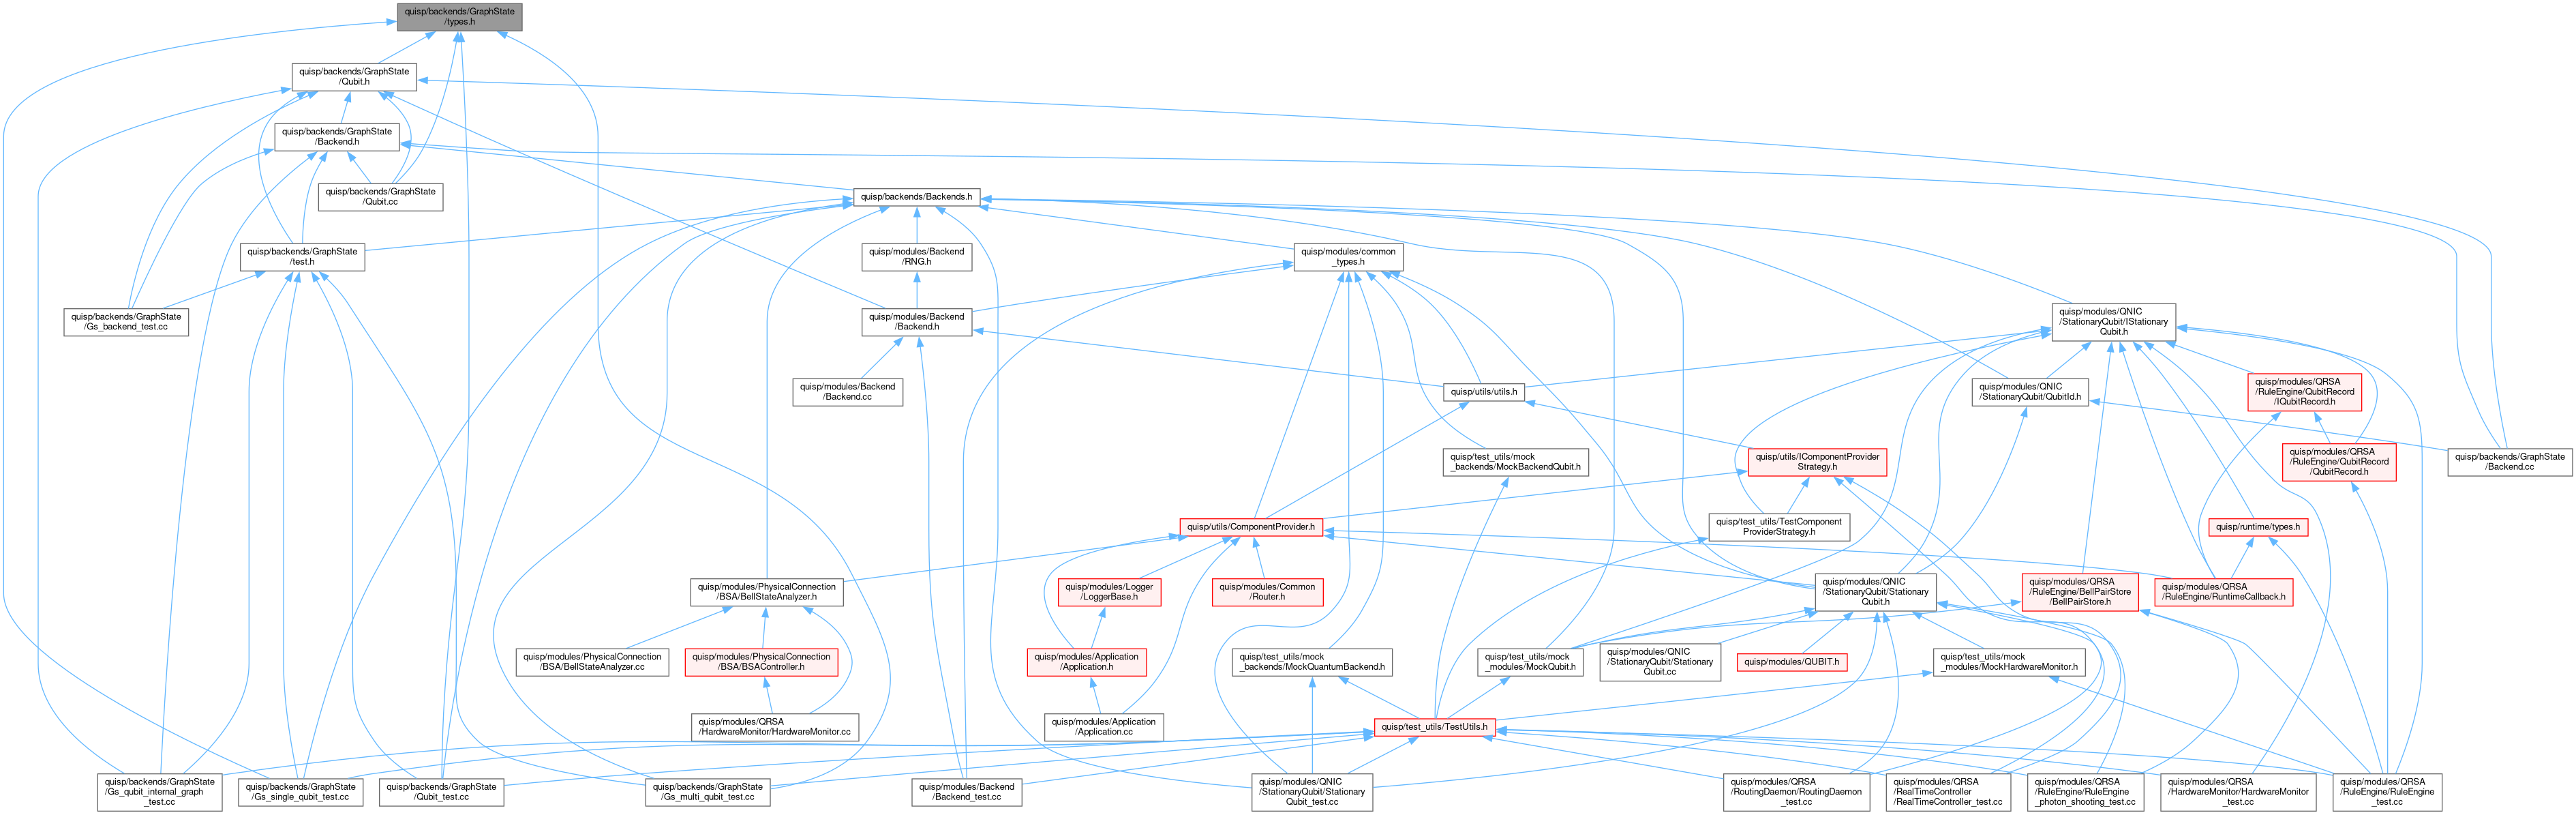 quisp/backends/GraphState
/types.h
quisp/backends/GraphState
/Qubit.h
quisp/backends/GraphState
/Backend.h
quisp/backends/GraphState
/Qubit.cc
quisp/backends/Backends.h
quisp/backends/GraphState
/test.h
quisp/modules/Backend
/RNG.h
quisp/modules/common
_types.h
quisp/backends/GraphState
/Gs_backend_test.cc
quisp/modules/Backend
/Backend.h
quisp/modules/QNIC
/StationaryQubit/IStationary
Qubit.h
quisp/modules/Backend
/Backend.cc
quisp/utils/utils.h
quisp/modules/QNIC
/StationaryQubit/QubitId.h
quisp/modules/QRSA
/RuleEngine/QubitRecord
/IQubitRecord.h
quisp/test_utils/mock
_backends/MockBackendQubit.h
quisp/utils/IComponentProvider
Strategy.h
quisp/modules/QRSA
/RuleEngine/QubitRecord
/QubitRecord.h
quisp/backends/GraphState
/Backend.cc
quisp/utils/ComponentProvider.h
quisp/test_utils/TestComponent
ProviderStrategy.h
quisp/runtime/types.h
quisp/modules/PhysicalConnection
/BSA/BellStateAnalyzer.h
quisp/modules/Logger
/LoggerBase.h
quisp/modules/Common
/Router.h
quisp/modules/QNIC
/StationaryQubit/Stationary
Qubit.h
quisp/modules/QRSA
/RuleEngine/BellPairStore
/BellPairStore.h
quisp/modules/QRSA
/RuleEngine/RuntimeCallback.h
quisp/modules/PhysicalConnection
/BSA/BellStateAnalyzer.cc
quisp/modules/PhysicalConnection
/BSA/BSAController.h
quisp/modules/Application
/Application.h
quisp/test_utils/mock
_backends/MockQuantumBackend.h
quisp/test_utils/mock
_modules/MockQubit.h
quisp/modules/QNIC
/StationaryQubit/Stationary
Qubit.cc
quisp/modules/QUBIT.h
quisp/test_utils/mock
_modules/MockHardwareMonitor.h
quisp/modules/QRSA
/HardwareMonitor/HardwareMonitor.cc
quisp/modules/Application
/Application.cc
quisp/test_utils/TestUtils.h
quisp/backends/GraphState
/Gs_qubit_internal_graph
_test.cc
quisp/backends/GraphState
/Gs_single_qubit_test.cc
quisp/backends/GraphState
/Qubit_test.cc
quisp/backends/GraphState
/Gs_multi_qubit_test.cc
quisp/modules/Backend
/Backend_test.cc
quisp/modules/QNIC
/StationaryQubit/Stationary
Qubit_test.cc
quisp/modules/QRSA
/RoutingDaemon/RoutingDaemon
_test.cc
quisp/modules/QRSA
/RealTimeController
/RealTimeController_test.cc
quisp/modules/QRSA
/RuleEngine/RuleEngine
_photon_shooting_test.cc
quisp/modules/QRSA
/HardwareMonitor/HardwareMonitor
_test.cc
quisp/modules/QRSA
/RuleEngine/RuleEngine
_test.cc